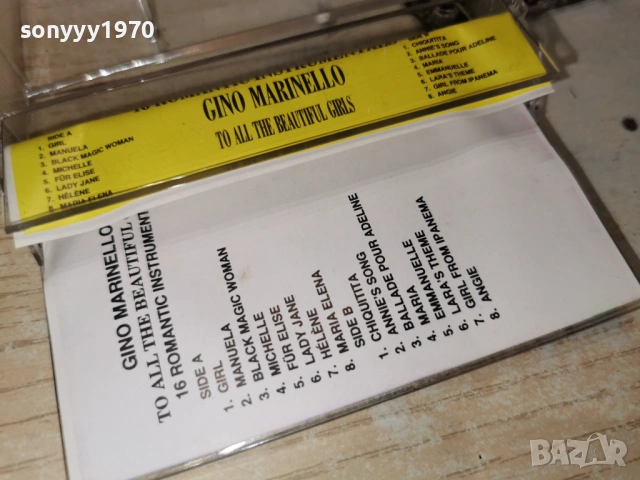 sonyyy1970
GINO MARINELLO
TO ALL THE BEAUTIFUL GIRLS
SIDE A
1. GIRL
2. MANUELA
3. BLACK MAGIC WOMAN
4. MICHELLE
5. FÜR ELISE
6. LADY JANE
7. HÉLÈNE
8. MARIA ELENA
SIDE B
1. CHIQUITITA
2. ANNIE'S SONG
3. BALLADE POUR ADELINE
4. MARIA
5. EMMANUELLE
6. LARA'S THEME
7. GIRL FROM IPANEMA
8. ANGIE
GINO MARINELLO
TO ALL THE BEAUTIFUL
16 ROMANTIC INSTRUMENT
SIDE A
1. GIRL
2. MANUELA
3. BLACK MAGIC WOMAN
4. MICHELLE
5. FÜR ELISE
6. LADY JANE
7. HÉLÈNE
8. MARIA ELENA
SIDE B
1. CHIQUITITA
2. ANNIE'S SONG
3. BALLADE POUR ADELINE
4. MARIA
5. EMMANUELLE
6. LARA'S THEME
7. GIRL FROM IPANEMA
8. ANGIE
BAZAR